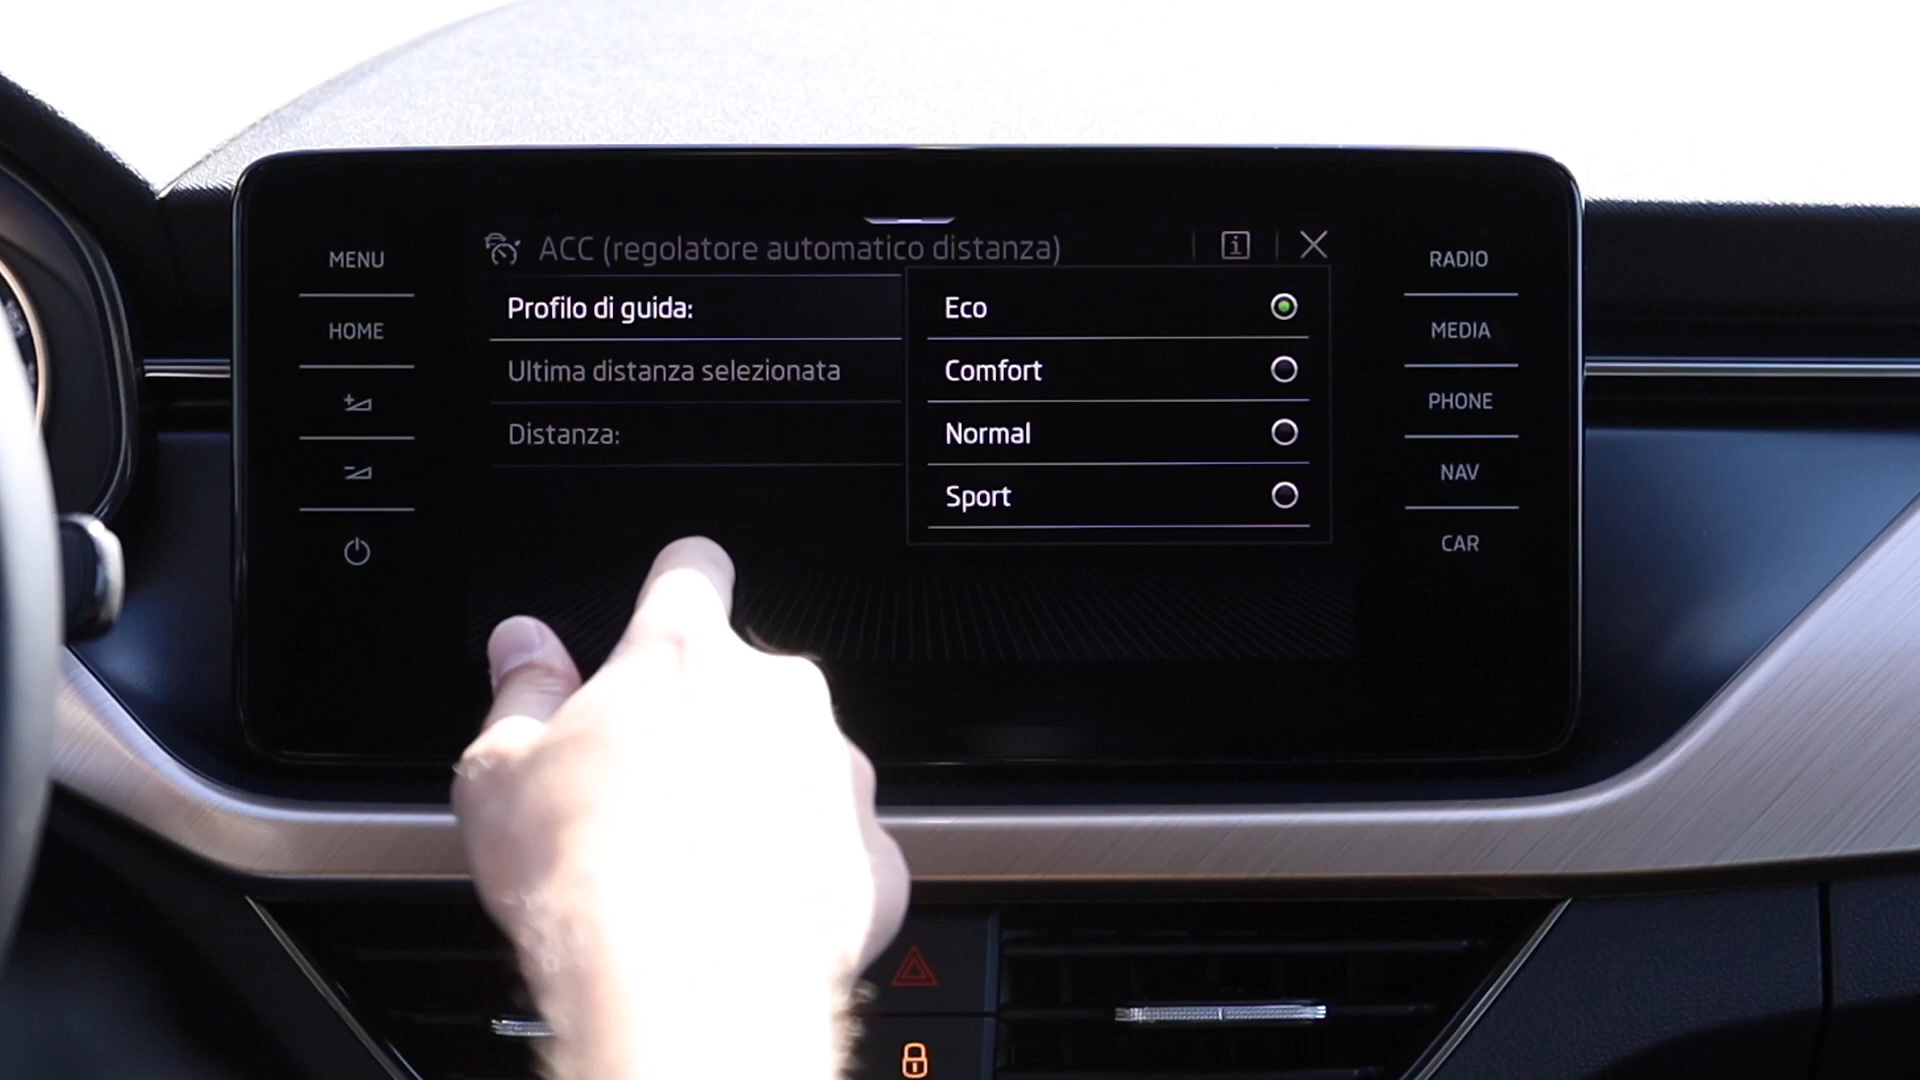 MENU
HOME
ACC (regolatore automatico distanza)
Profilo di guida:
Ultima distanza selezionata
Distanza:
Eco
Comfort
Normal
Sport
RADIO
MEDIA
PHONE
NAV
CAR